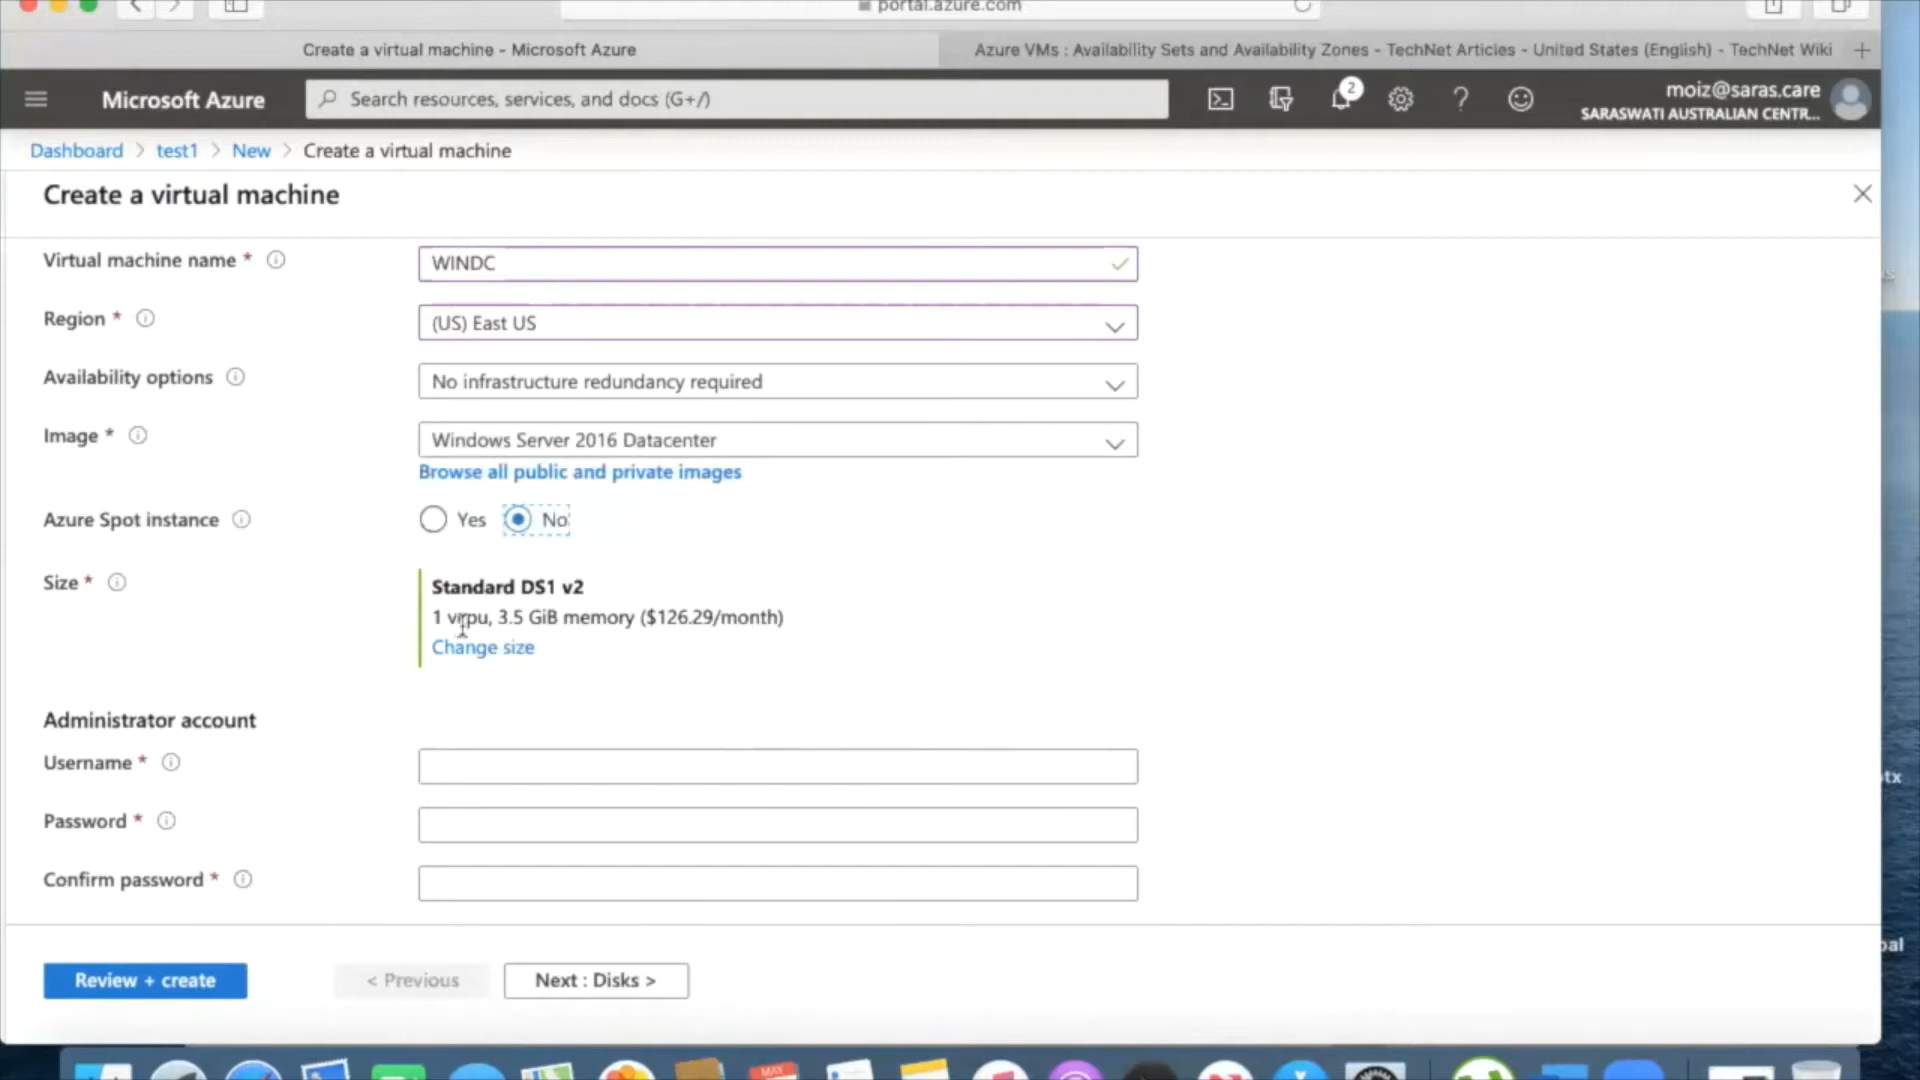 portal.azure.com
Create a virtual machine - Microsoft Azure
Azure VMs : Availability Sets and Availability Zones - TechNet Articles - United States (English) - TechNet Wiki
Microsoft Azure
Search resources, services, and docs (G+/)
2
moiz@saras.care
SARASWATI AUSTRALIAN CENTR...
Dashboard > test1 > New > Create a virtual machine
Create a virtual machine
Virtual machine name *
WINDC
Region *
(US) East US
Availability options
No infrastructure redundancy required
Image *
Windows Server 2016 Datacenter
Browse all public and private images
Azure Spot instance
Yes No
Size *
Standard DS1 v2
1 vcpu, 3.5 GiB memory ($126.29/month)
Change size
Administrator account
Username *
Password *
Confirm password *
Review + create
< Previous
Next : Disks >
MAY